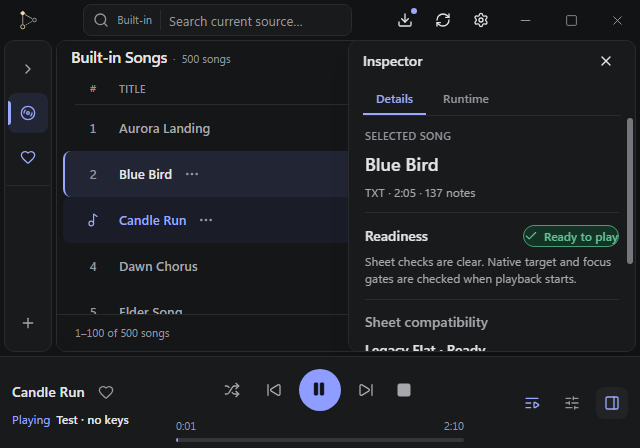 Built-in Search current source...
Built-in Songs · 500 songs
# TITLE
1 Aurora Landing
2 Blue Bird ···
Candle Run ···
4 Dawn Chorus
5 Elder Song
1–100 of 500 songs
Inspector
Details Runtime
SELECTED SONG
Blue Bird
TXT · 2:05 · 137 notes
Readiness Ready to play
Sheet checks are clear. Native target and focus
gates are checked when playback starts.
Sheet compatibility
Legacy Flat · Ready
Candle Run
Playing Test · no keys
0:01 2:10